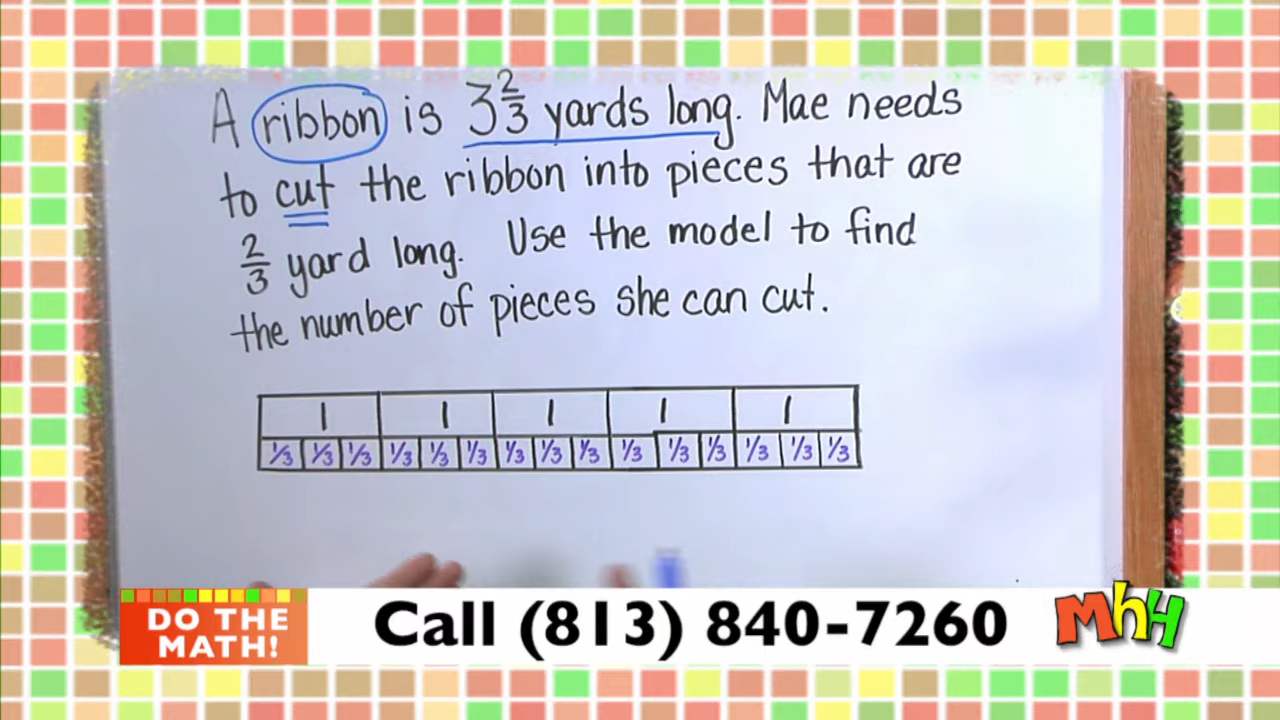 A ribbon is 3 2/3 yards long. Mae needs
to cut the ribbon into pieces that are
2/3 yard long. Use the model to find
the number of pieces she can cut.
1 1 1 1 1
1/3 1/3 1/3 1/3 1/3 1/3 1/3 1/3 1/3 1/3 1/3 1/3 1/3 1/3 1/3
DO THE
MATH!
Call (813) 840-7260
MhH